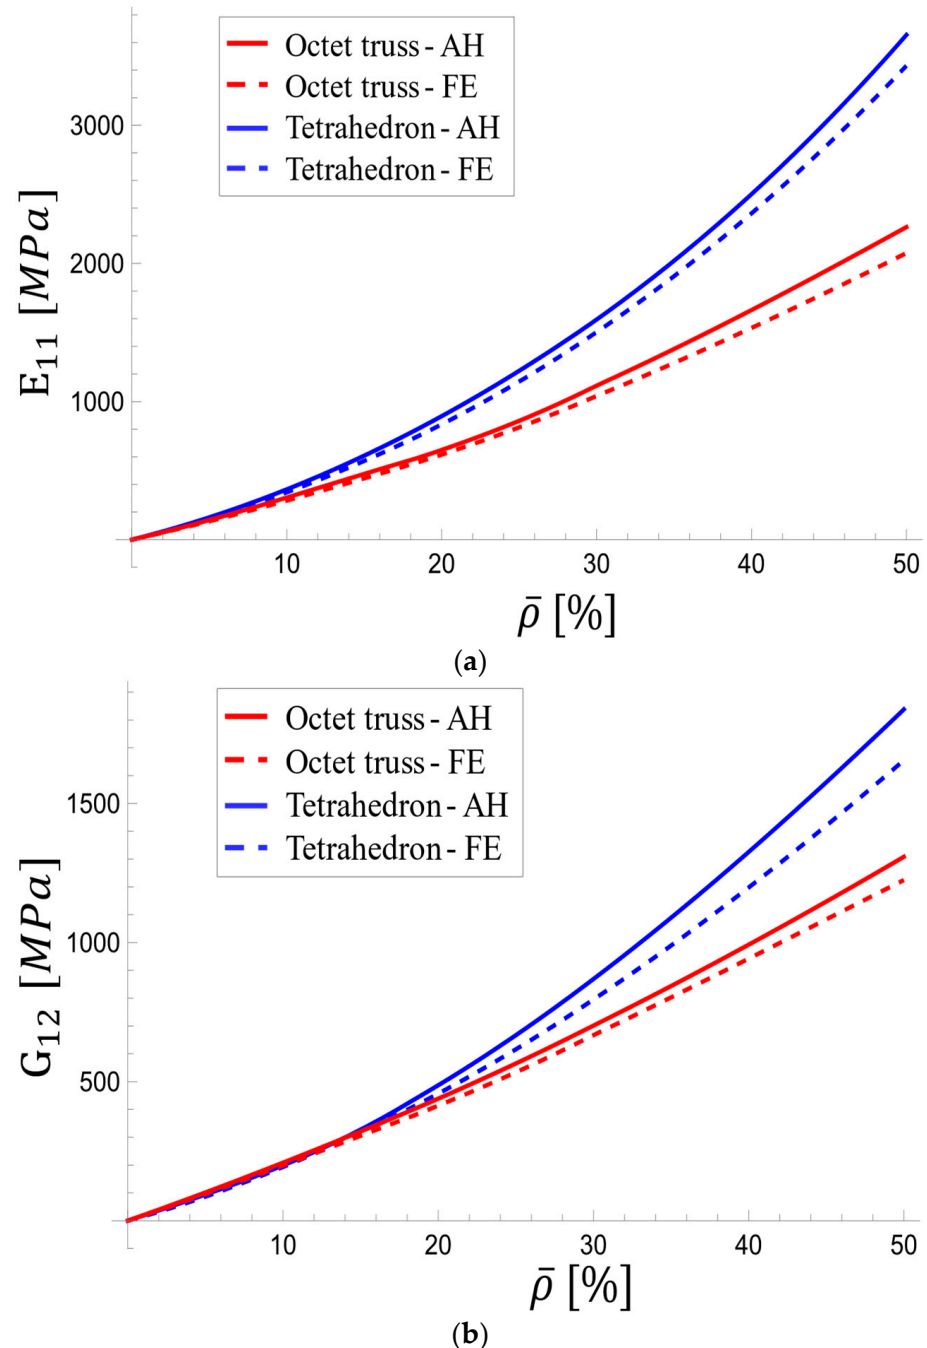 Octet truss - AH
Octet truss - FE
Tetrahedron - AH
Tetrahedron - FE
3000
2000
1000
E₁₁ [MPa]
10 20 30 40 50
ρ̄ [%]
(a)
Octet truss - AH
Octet truss - FE
Tetrahedron - AH
Tetrahedron - FE
1500
1000
500
G₁₂ [MPa]
10 20 30 40 50
ρ̄ [%]
(b)